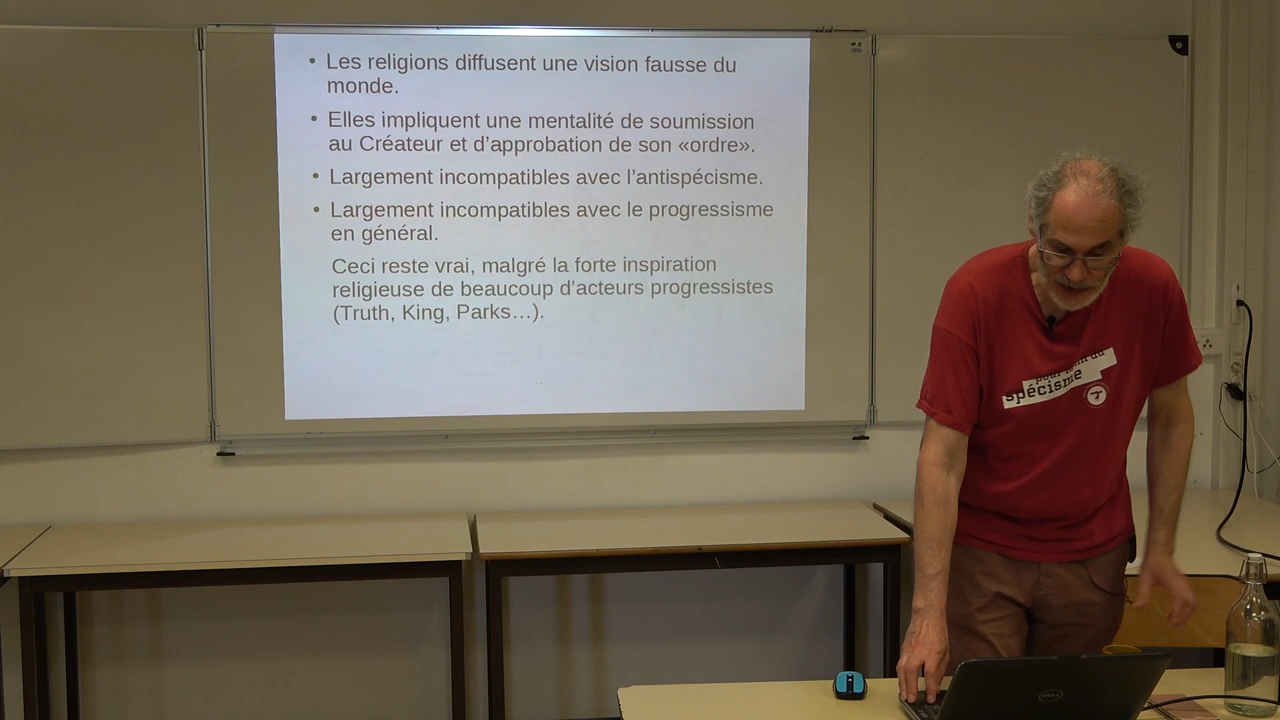 • Les religions diffusent une vision fausse du
monde.
• Elles impliquent une mentalité de soumission
au Créateur et d’approbation de son «ordre».
• Largement incompatibles avec l’antispécisme.
• Largement incompatibles avec le progressisme
en général.
Ceci reste vrai, malgré la forte inspiration
religieuse de beaucoup d’acteurs progressistes
(Truth, King, Parks…).
spécisme
DELL